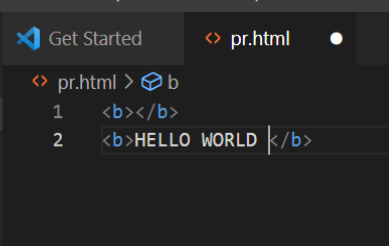 Get Started pr.html
pr.html > b
1 <b></b>
2 <b>HELLO WORLD </b>